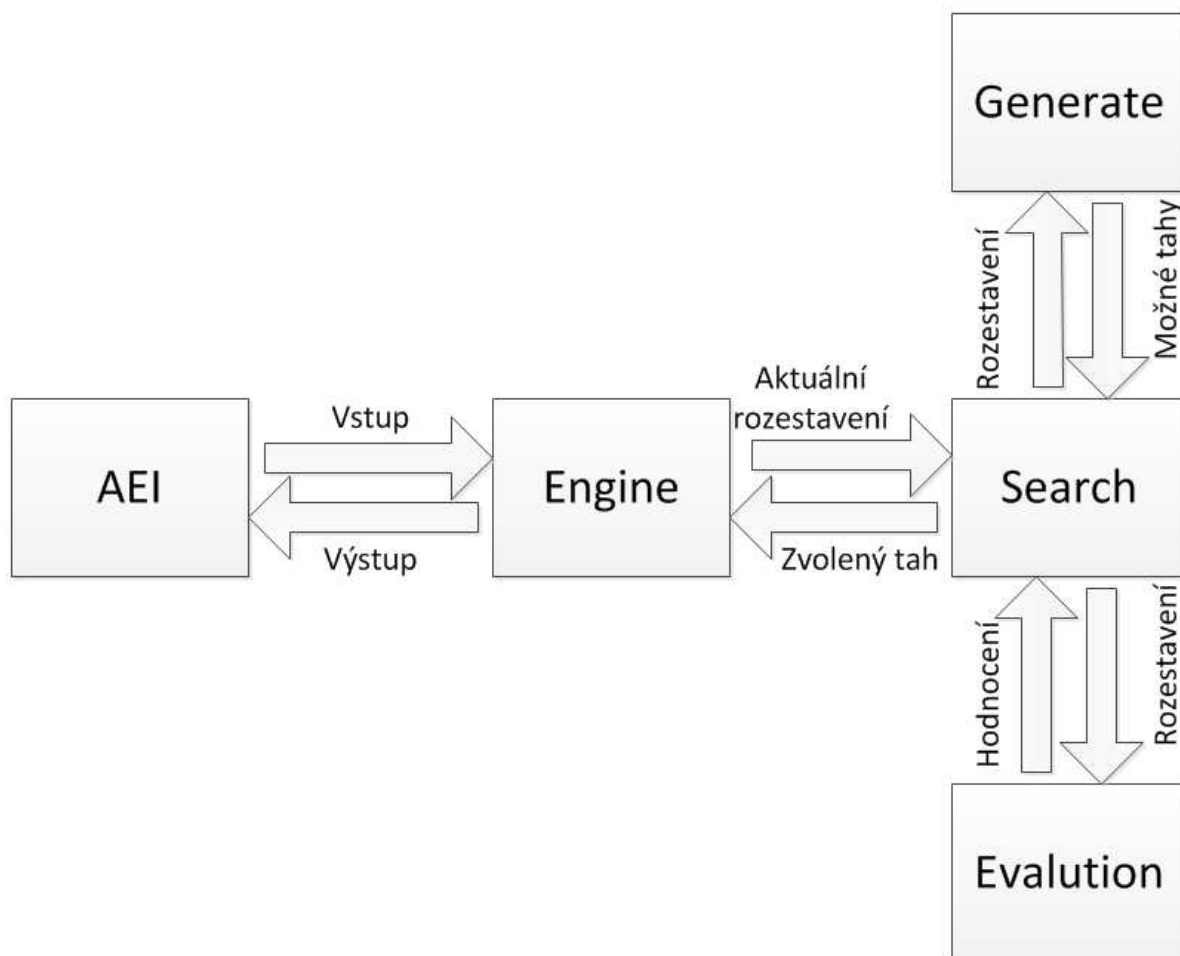 Generate
Rozestavení
Možné tahy
Aktuální
rozestavení
Vstup
AEI
Engine
Search
Výstup
Zvolený tah
Hodnocení
Rozestavení
Evalution